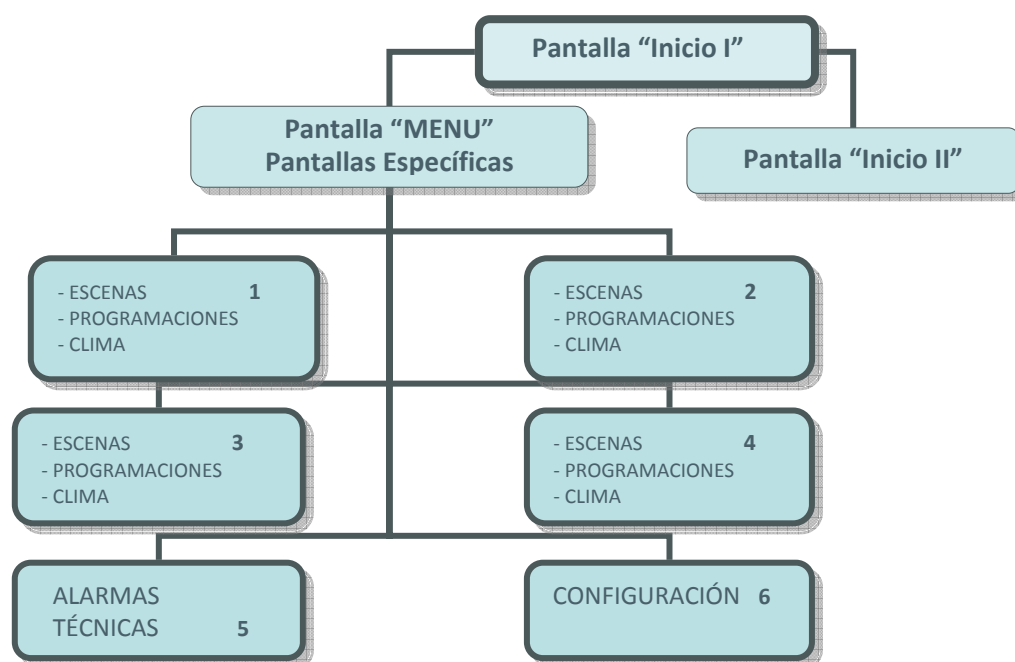 Pantalla “Inicio I”
Pantalla “MENU”
Pantallas Específicas
Pantalla “Inicio II”
- ESCENAS 1
- PROGRAMACIONES
- CLIMA
- ESCENAS 2
- PROGRAMACIONES
- CLIMA
- ESCENAS 3
- PROGRAMACIONES
- CLIMA
- ESCENAS 4
- PROGRAMACIONES
- CLIMA
ALARMAS
TÉCNICAS 5
CONFIGURACIÓN 6